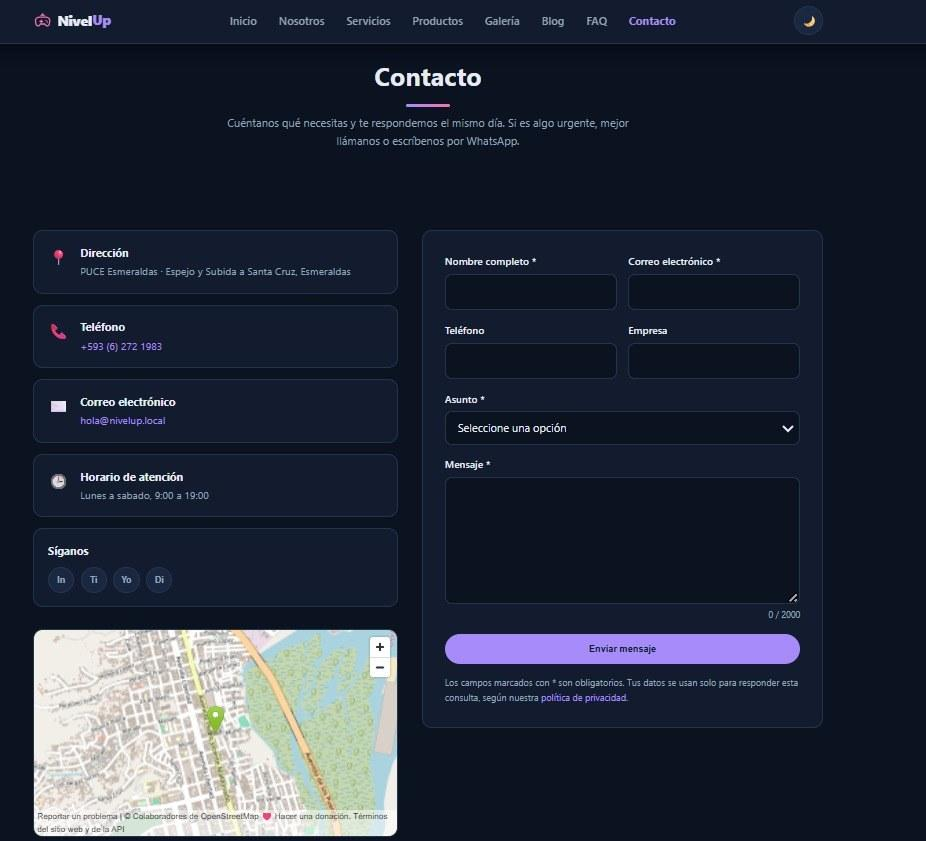 NivelUp
Inicio Nosotros Servicios Productos Galería Blog FAQ Contacto
Contacto
Cuéntanos qué necesitas y te respondemos el mismo día. Si es algo urgente, mejor
llámanos o escríbenos por WhatsApp.
Dirección
PUCE Esmeraldas · Espejo y Subida a Santa Cruz, Esmeraldas
Teléfono
+593 (6) 272 1983
Correo electrónico
hola@nivelup.local
Horario de atención
Lunes a sabado, 9:00 a 19:00
Síganos
In Ti Yo Di
+
−
Reportar un problema | © Colaboradores de OpenStreetMap Hacer una donación. Términos
del sitio web y de la API
Nombre completo * Correo electrónico *
Teléfono Empresa
Asunto *
Seleccione una opción
Mensaje *
0 / 2000
Enviar mensaje
Los campos marcados con * son obligatorios. Tus datos se usan solo para responder esta
consulta, según nuestra política de privacidad.